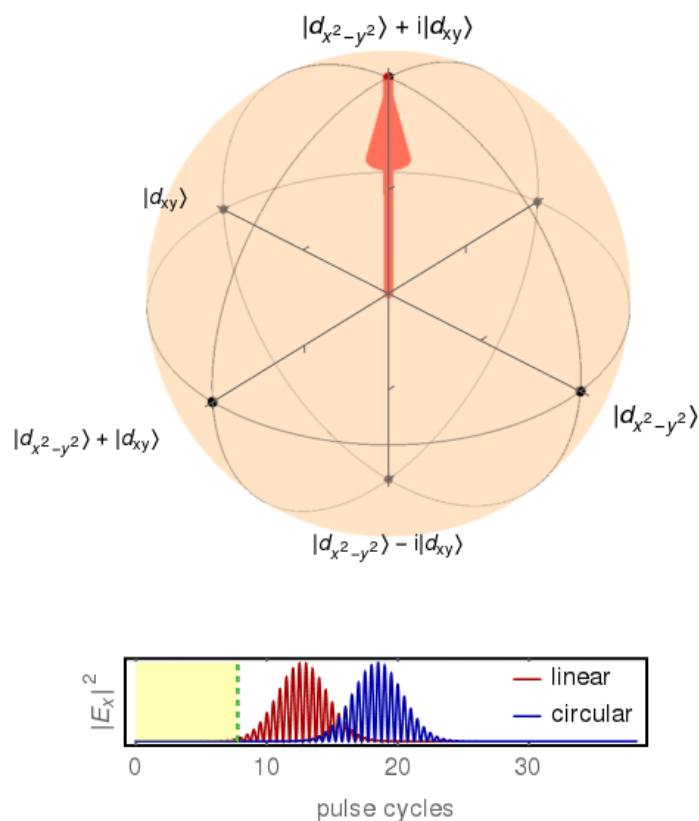 |d_{x²−y²}⟩ + i|d_{xy}⟩
|d_{xy}⟩
|d_{x²−y²}⟩
|d_{x²−y²}⟩ + |d_{xy}⟩
|d_{x²−y²}⟩ − i|d_{xy}⟩
|E_x|²
linear
circular
0 10 20 30
pulse cycles